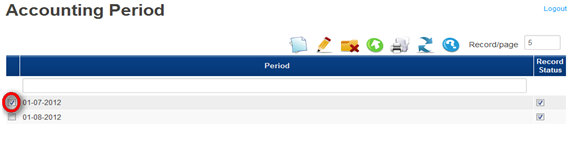 Accounting Period
Logout
Record/page 5
Period
Record Status
01-07-2012
01-08-2012